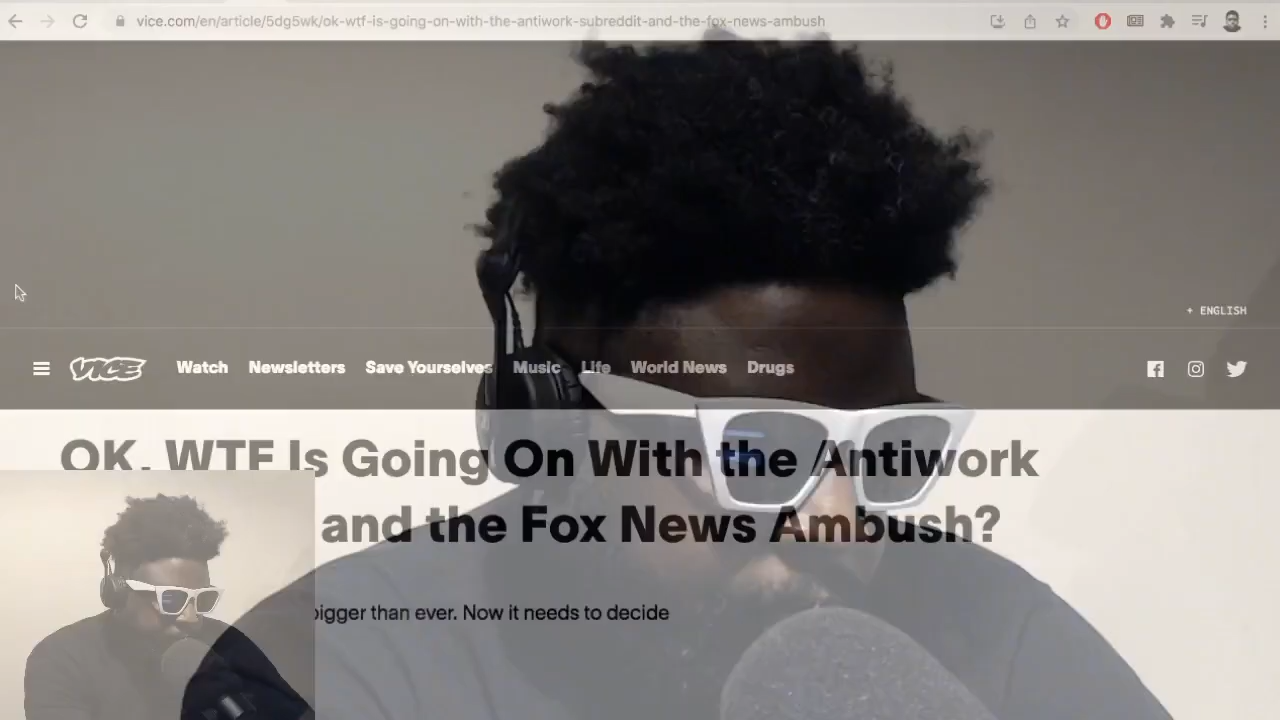 vice.com/en/article/5dg5wk/ok-wtf-is-going-on-with-the-antiwork-subreddit-and-the-fox-news-ambush
+ ENGLISH
VICE Watch Newsletters Save Yourselves Music Life World News Drugs
OK, WTF Is Going On With the Antiwork
and the Fox News Ambush?
bigger than ever. Now it needs to decide